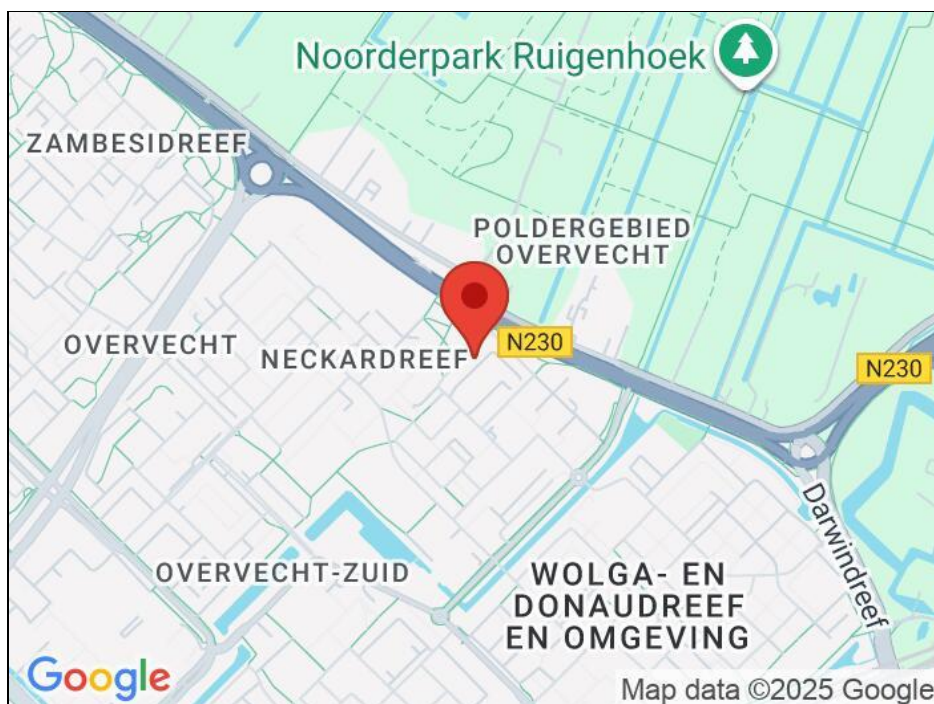 Noorderpark Ruigenhoek
ZAMBESIDREEF
POLDERGEBIED
OVERVECHT
OVERVECHT
NECKARDREEF
N230
N230
Darwindreef
OVERVECHT-ZUID
WOLGA- EN
DONAUDREEF
EN OMGEVING
Google
Map data ©2025 Google